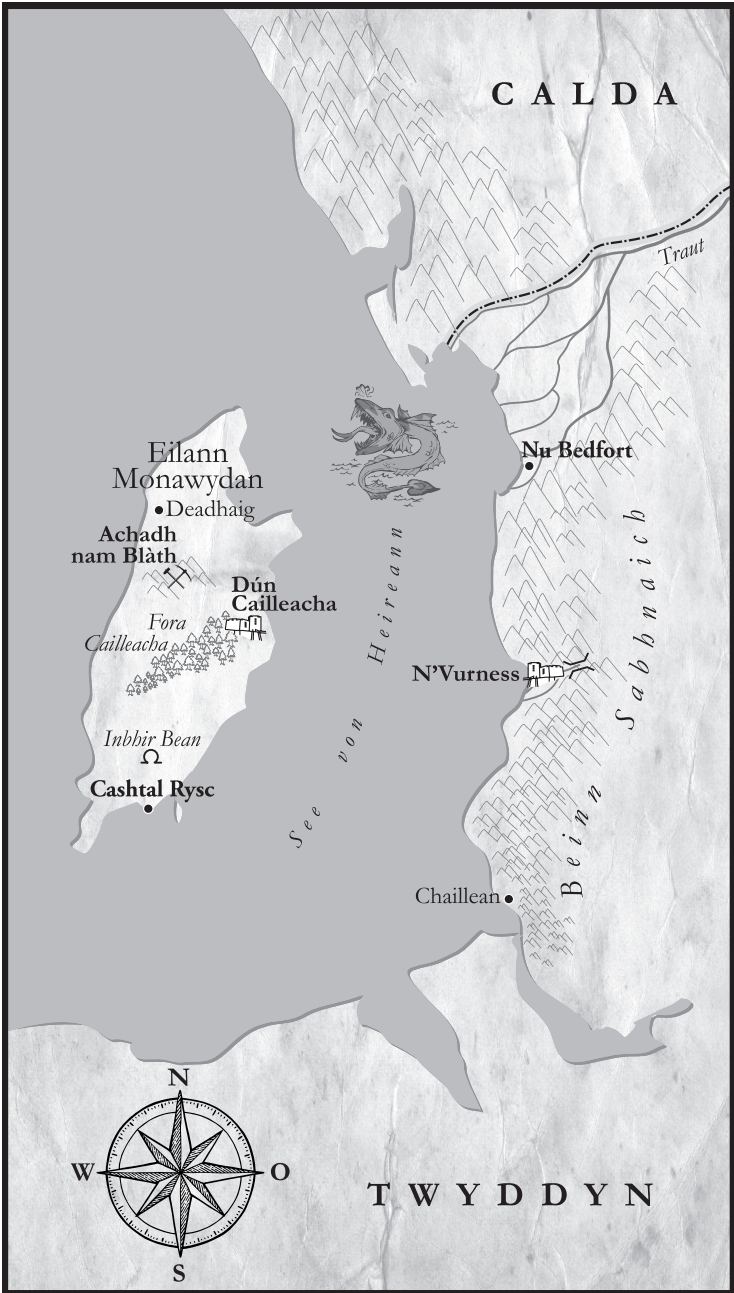 CALDA
Traut
Eilann
Monawydan
Nu Bedfort
Deadhaig
Achadh
nam Blàth
Dún
Cailleacha
Fora
Cailleacha
See von Heireann
N'Vurness
Beinn Sabhnaich
Inbhir Bean
Cashtal Rysc
Chaillean
N
W
O
S
TWYDDYN